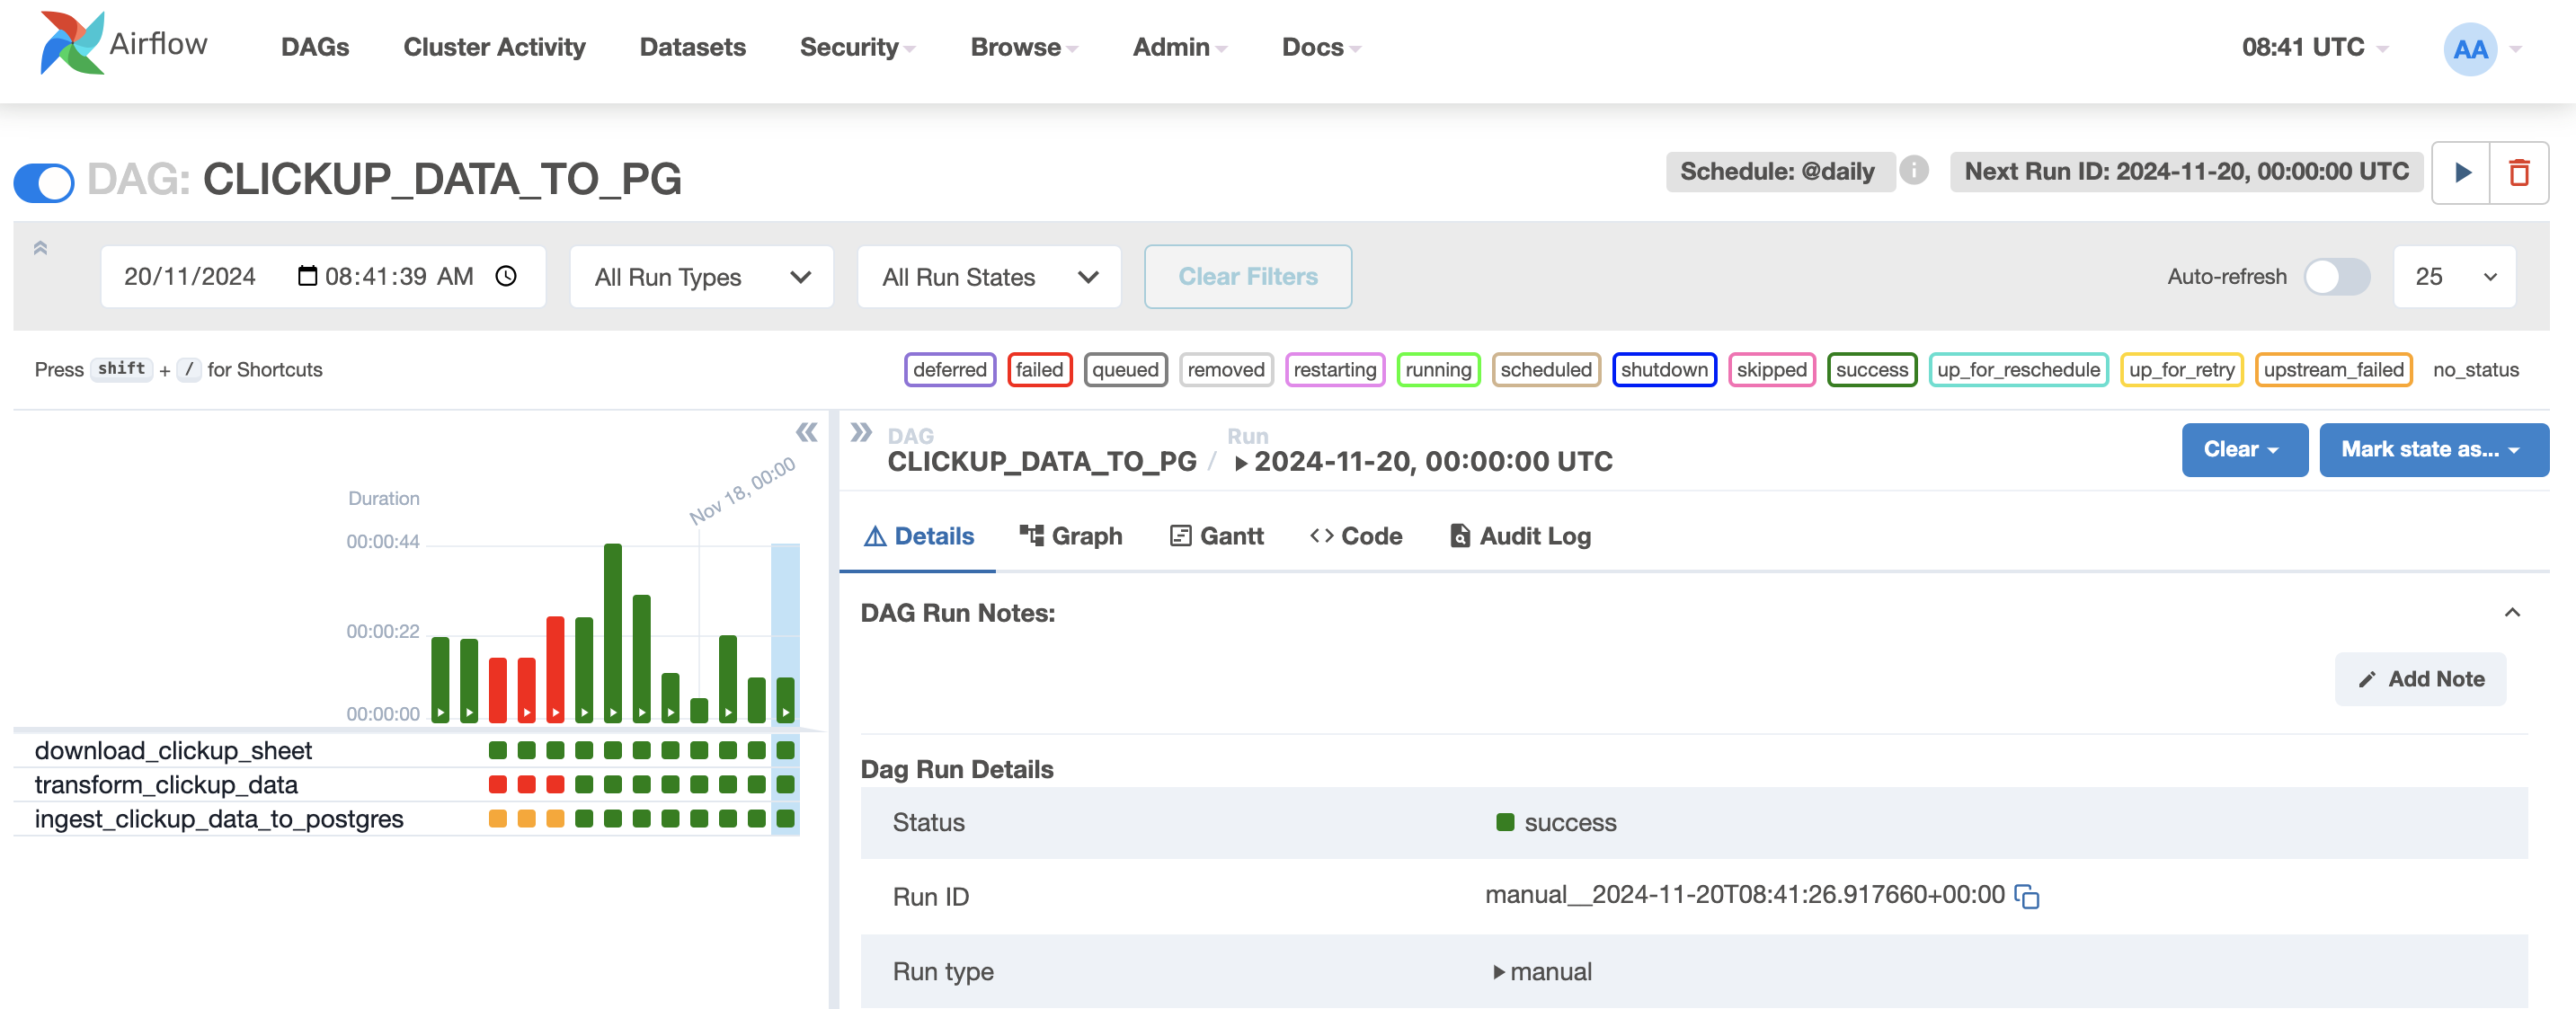 Airflow DAGs Cluster Activity Datasets Security Browse Admin Docs 08:41 UTC AA
DAG: CLICKUP_DATA_TO_PG Schedule: @daily Next Run ID: 2024-11-20, 00:00:00 UTC
20/11/2024 08:41:39 AM All Run Types All Run States Clear Filters Auto-refresh 25
Press shift + / for Shortcuts deferred failed queued removed restarting running scheduled shutdown skipped success up_for_reschedule up_for_retry upstream_failed no_status
Nov 18, 00:00
Duration
00:00:44
00:00:22
00:00:00
download_clickup_sheet
transform_clickup_data
ingest_clickup_data_to_postgres
DAG Run
CLICKUP_DATA_TO_PG / 2024-11-20, 00:00:00 UTC Clear Mark state as...
Details Graph Gantt Code Audit Log
DAG Run Notes:
Add Note
Dag Run Details
Status success
Run ID manual__2024-11-20T08:41:26.917660+00:00
Run type manual